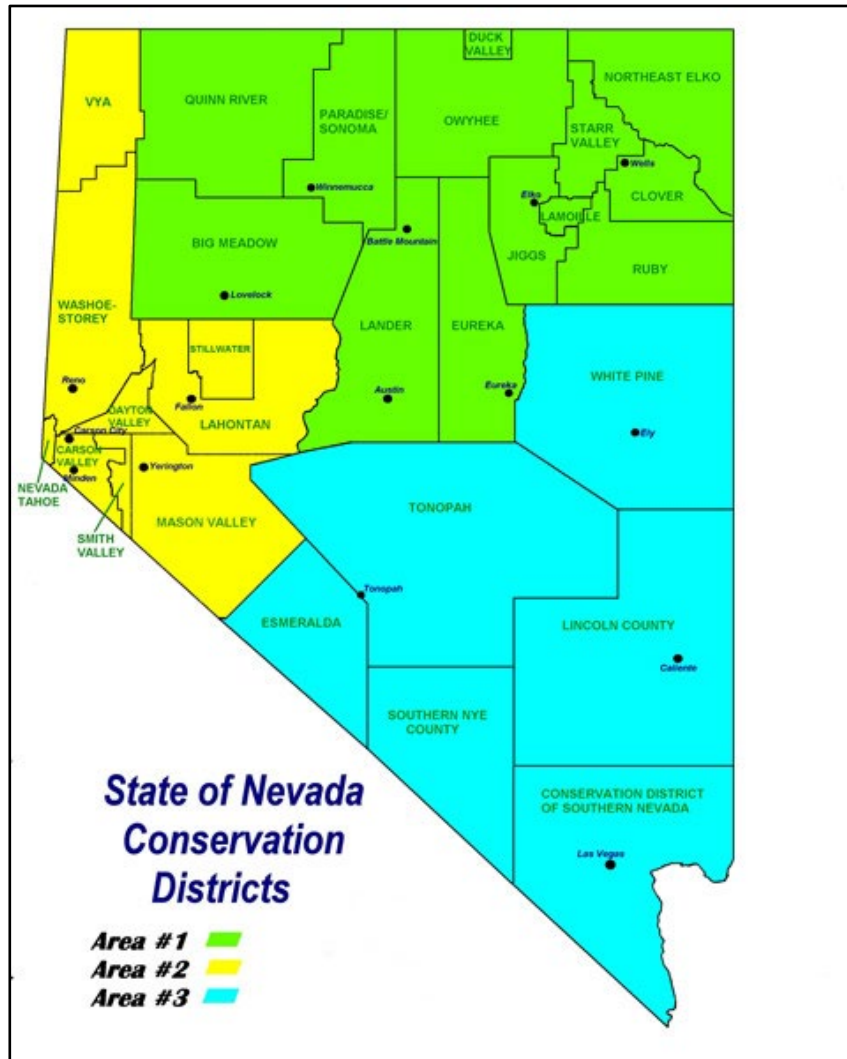 DUCK
VALLEY
NORTHEAST ELKO
VYA
QUINN RIVER
PARADISE/
SONOMA
OWYHEE
STARR
VALLEY
Wells
Winnemucca
Elko
CLOVER
LAMOILLE
Battle Mountain
BIG MEADOW
JIGGS
RUBY
Lovelock
WASHOE-
STOREY
LANDER
EUREKA
STILLWATER
WHITE PINE
Reno
Fallon
Austin
Eureka
DAYTON
VALLEY
LAHONTAN
Carson City
CARSON
VALLEY
Ely
Minden
Yerington
NEVADA
TAHOE
SMITH
VALLEY
MASON VALLEY
TONOPAH
Tonopah
ESMERALDA
LINCOLN COUNTY
Caliente
SOUTHERN NYE
COUNTY
CONSERVATION DISTRICT
OF SOUTHERN NEVADA
Las Vegas
State of Nevada
Conservation
Districts
Area #1
Area #2
Area #3